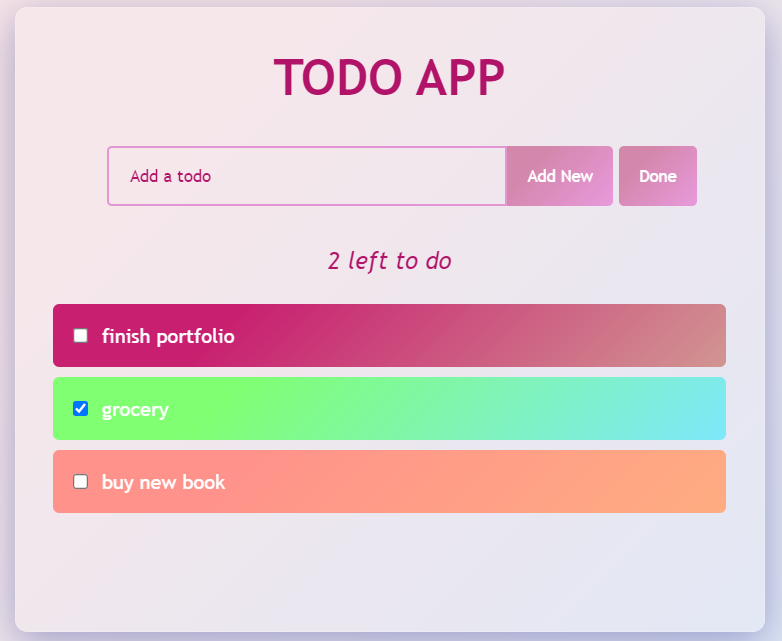 TODO APP
Add a todo
Add New
Done
2 left to do
finish portfolio
grocery
buy new book